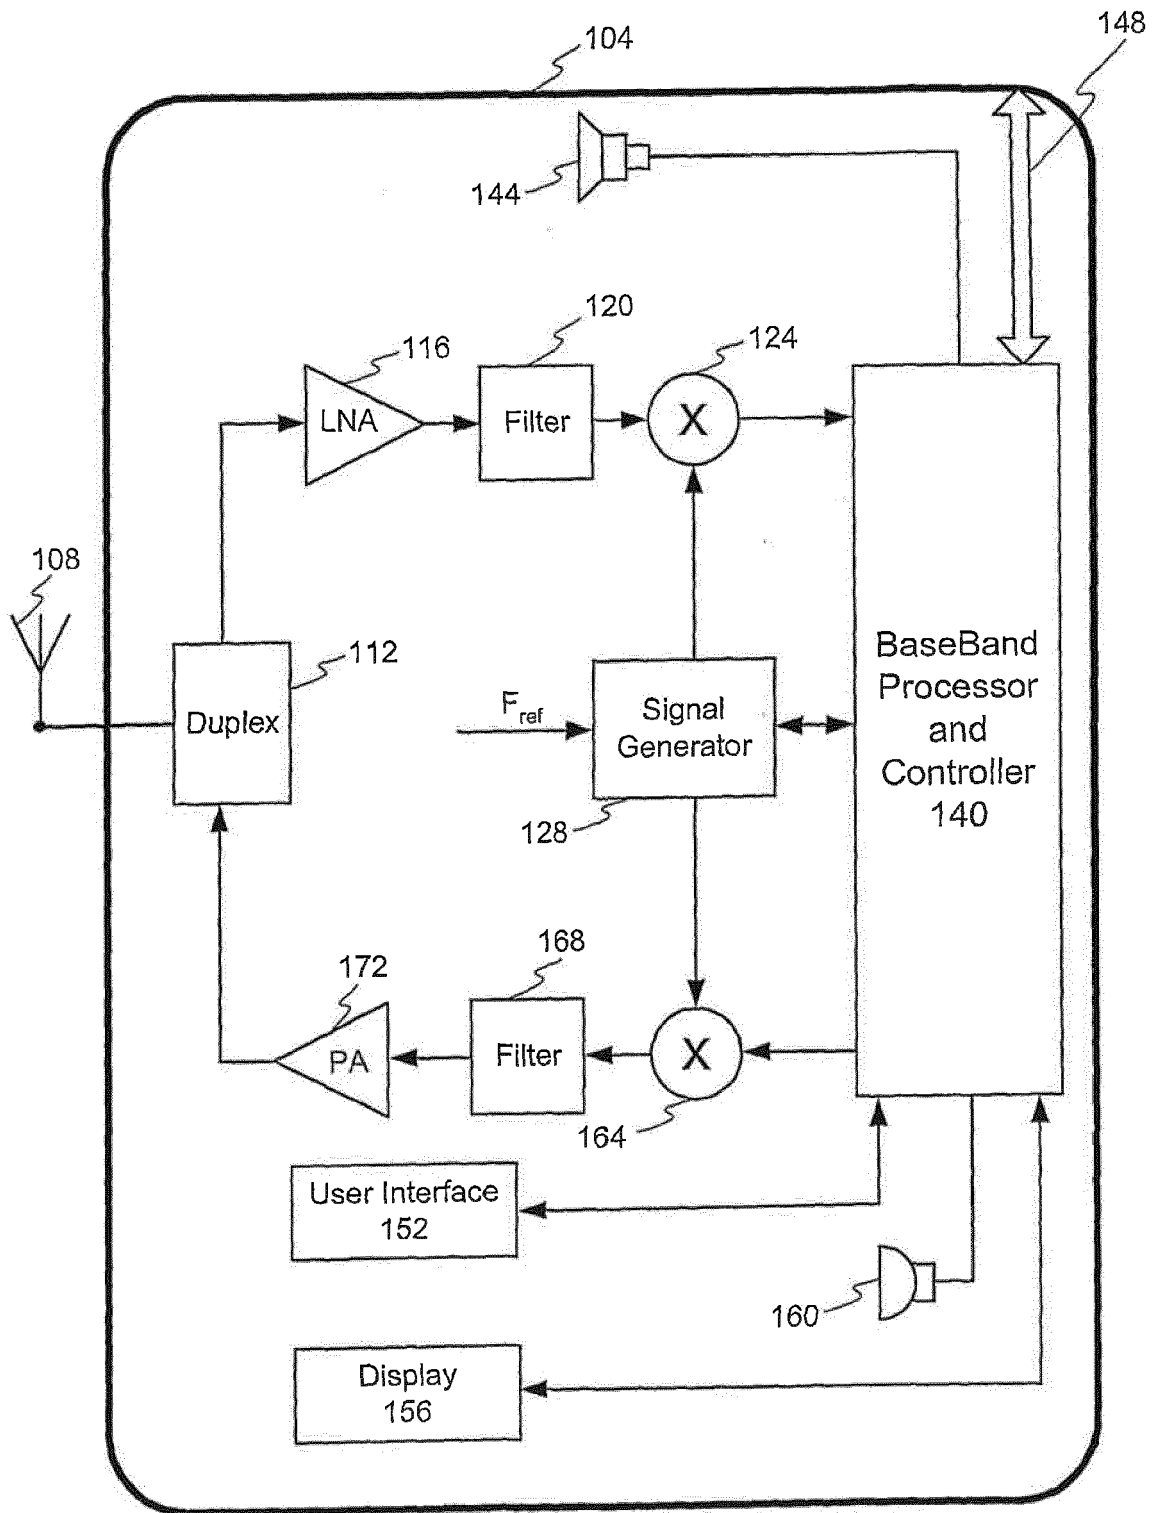 104
148
144
120
124
116
LNA
Filter
X
108
112
Duplex
F ref
Signal
Generator
128
BaseBand
Processor
and
Controller
140
168
172
PA
Filter
X
164
User Interface
152
160
Display
156